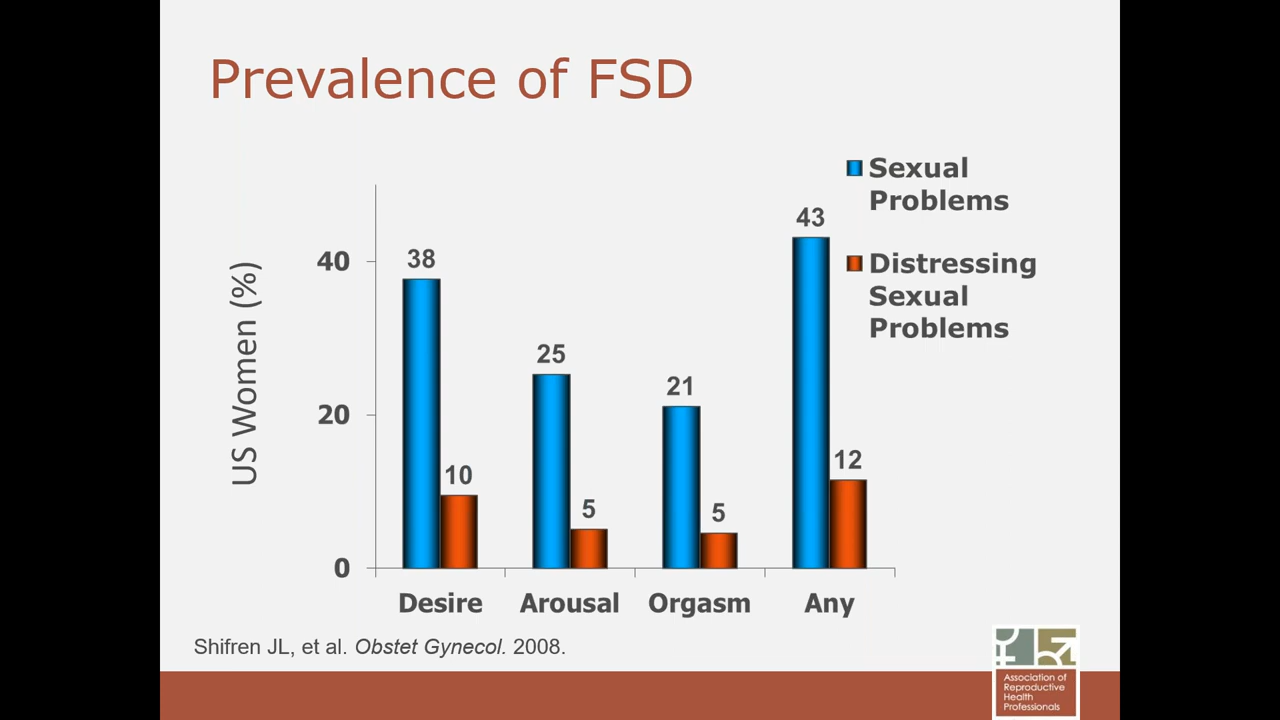 Prevalence of FSD
Sexual
Problems
Distressing
Sexual
Problems
US Women (%)
40
20
0
38
10
25
5
21
5
43
12
Desire
Arousal
Orgasm
Any
Shifren JL, et al. Obstet Gynecol. 2008.
Association of
Reproductive
Health
Professionals